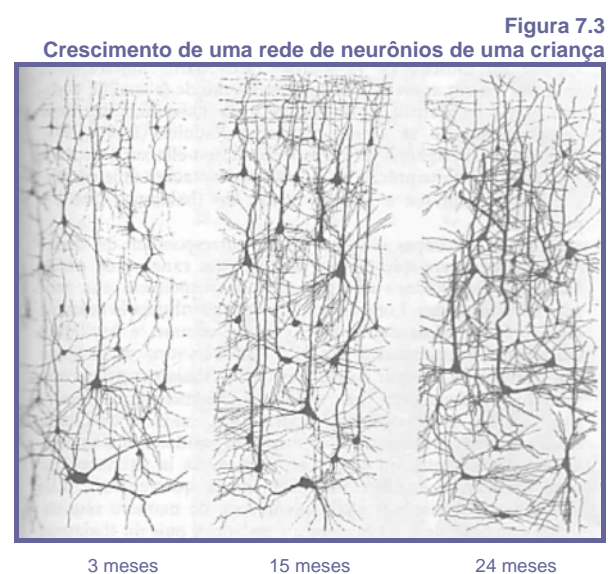 Figura 7.3
Crescimento de uma rede de neurônios de uma criança
3 meses
15 meses
24 meses